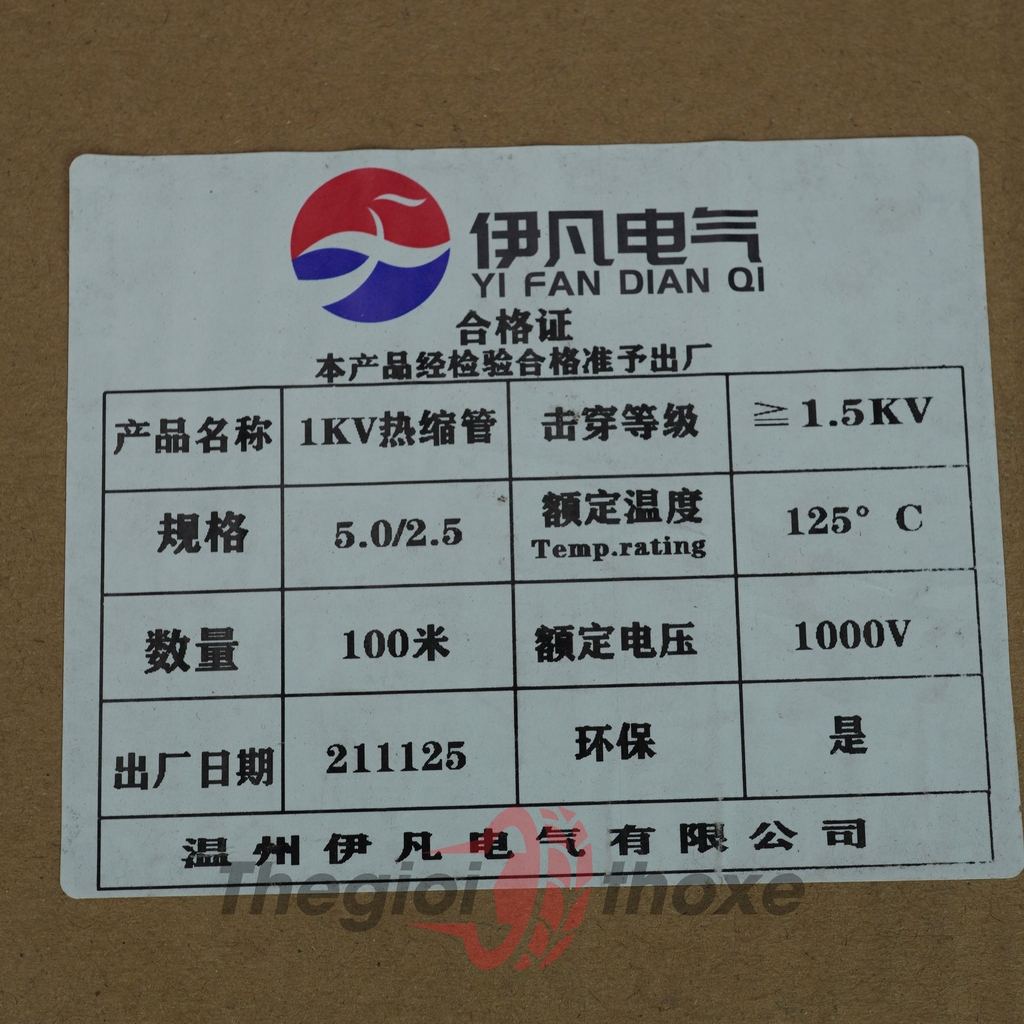 伊凡电气
YI FAN DIAN QI
合格证
本产品经检验合格准予出厂
产品名称 1KV热缩管 击穿等级 ≧1.5KV
规格 5.0/2.5 额定温度 Temp.rating 125° C
数量 100米 额定电压 1000V
出厂日期 211125 环保 是
温州伊凡电气有限公司
Thegioi thoxe